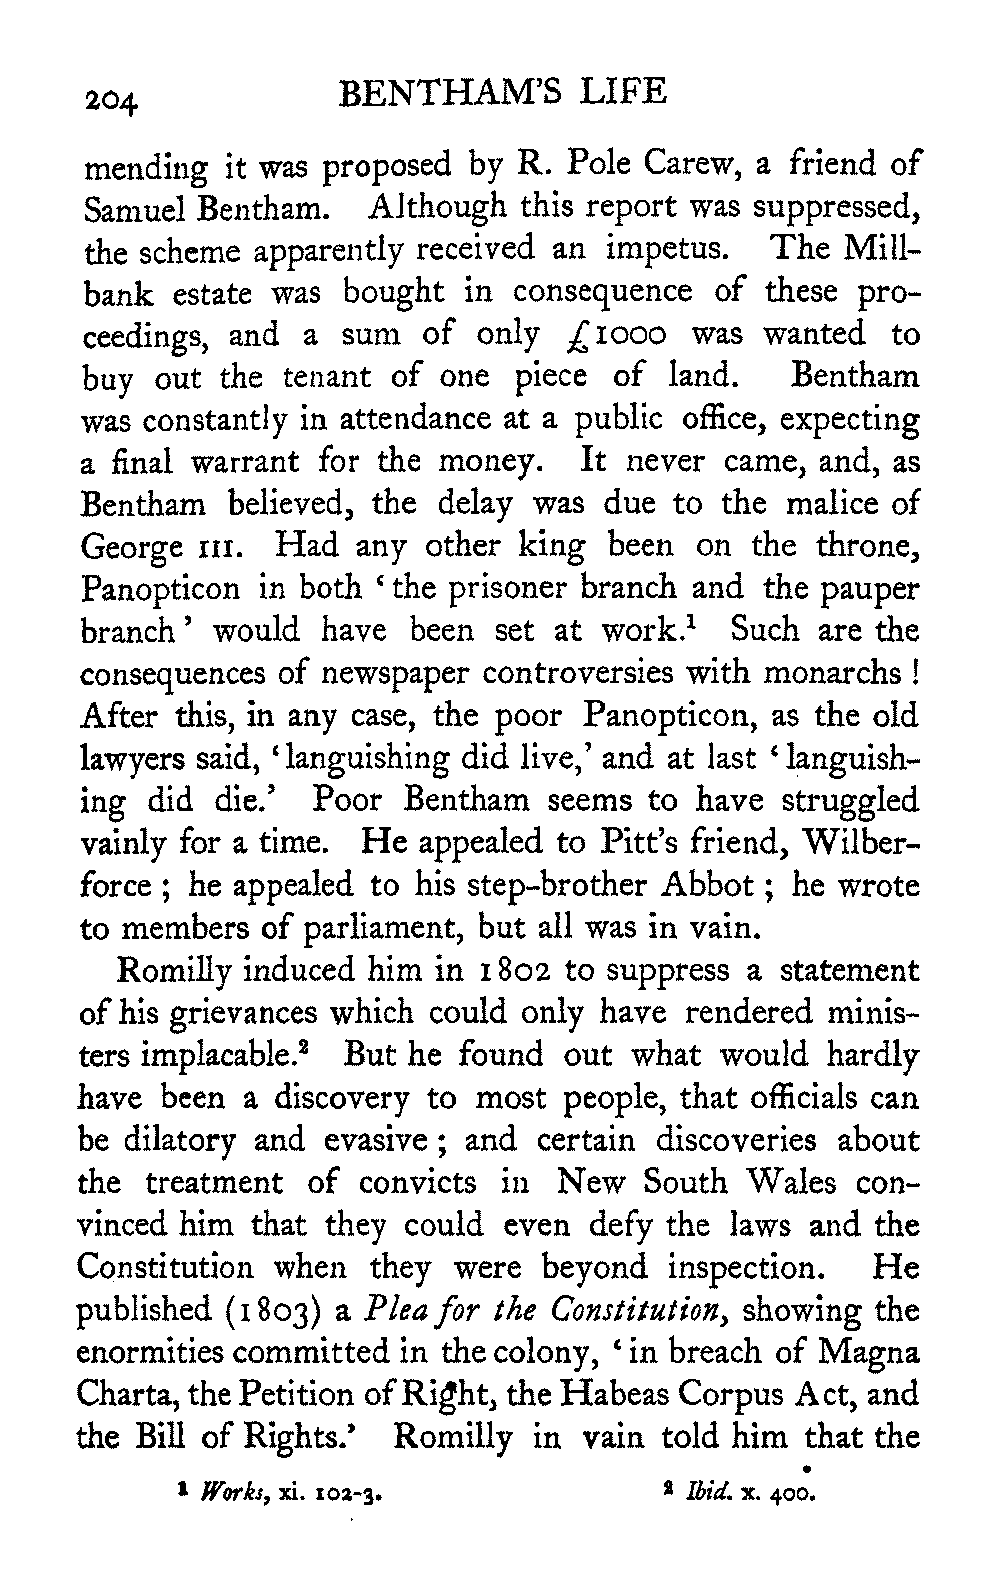 204 BENTHAM'S LIFE
mending it was proposed by R. Pole Carew, a friend of
Samuel Bentham. Although this report was suppressed,
the scheme apparently received an impetus. The Mill-
bank estate was bought in consequence of these pro-
ceedings, and a sum of only £1000 was wanted to
buy out the tenant of one piece of land. Bentham
was constantly in attendance at a public office, expecting
a final warrant for the money. It never came, and, as
Bentham believed, the delay was due to the malice of
George III. Had any other king been on the throne,
Panopticon in both ‘the prisoner branch and the pauper
branch’ would have been set at work.¹ Such are the
consequences of newspaper controversies with monarchs !
After this, in any case, the poor Panopticon, as the old
lawyers said, ‘languishing did live,’ and at last ‘languish-
ing did die.’ Poor Bentham seems to have struggled
vainly for a time. He appealed to Pitt's friend, Wilber-
force ; he appealed to his step-brother Abbot ; he wrote
to members of parliament, but all was in vain.
Romilly induced him in 1802 to suppress a statement
of his grievances which could only have rendered minis-
ters implacable.² But he found out what would hardly
have been a discovery to most people, that officials can
be dilatory and evasive ; and certain discoveries about
the treatment of convicts in New South Wales con-
vinced him that they could even defy the laws and the
Constitution when they were beyond inspection. He
published (1803) a Plea for the Constitution, showing the
enormities committed in the colony, ‘in breach of Magna
Charta, the Petition of Right, the Habeas Corpus Act, and
the Bill of Rights.’ Romilly in vain told him that the
¹ Works, xi. 102-3. ² Ibid. x. 400.